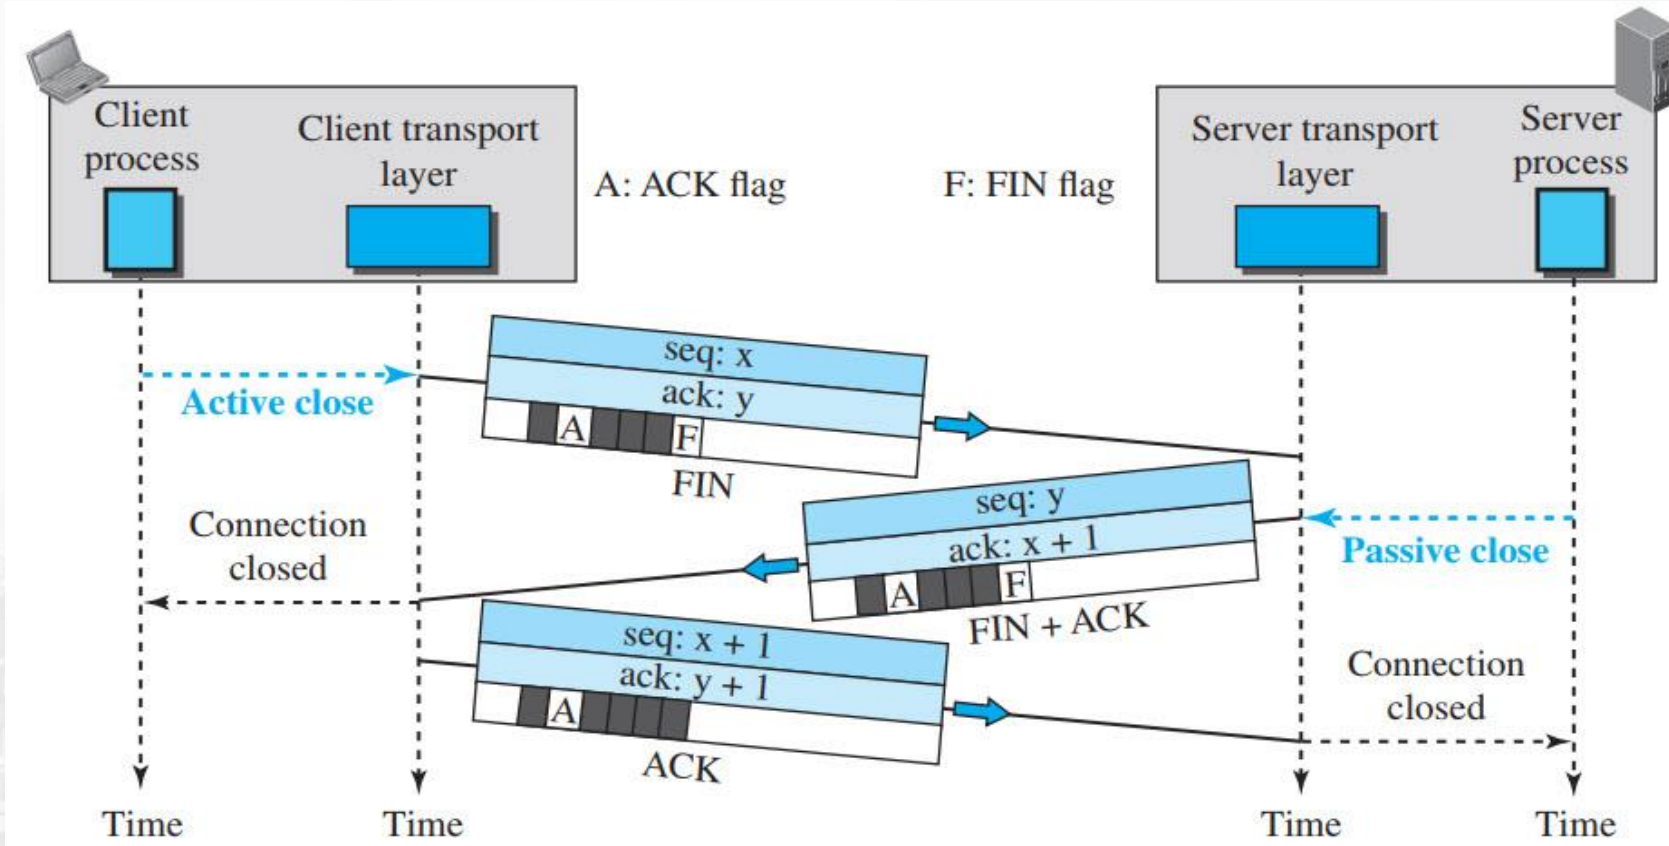 Client
process
Client transport
layer
A: ACK flag
F: FIN flag
Server transport
layer
Server
process
Active close
seq: x
ack: y
A
F
FIN
seq: y
ack: x + 1
A
F
FIN + ACK
Passive close
Connection
closed
seq: x + 1
ack: y + 1
A
ACK
Connection
closed
Time
Time
Time
Time